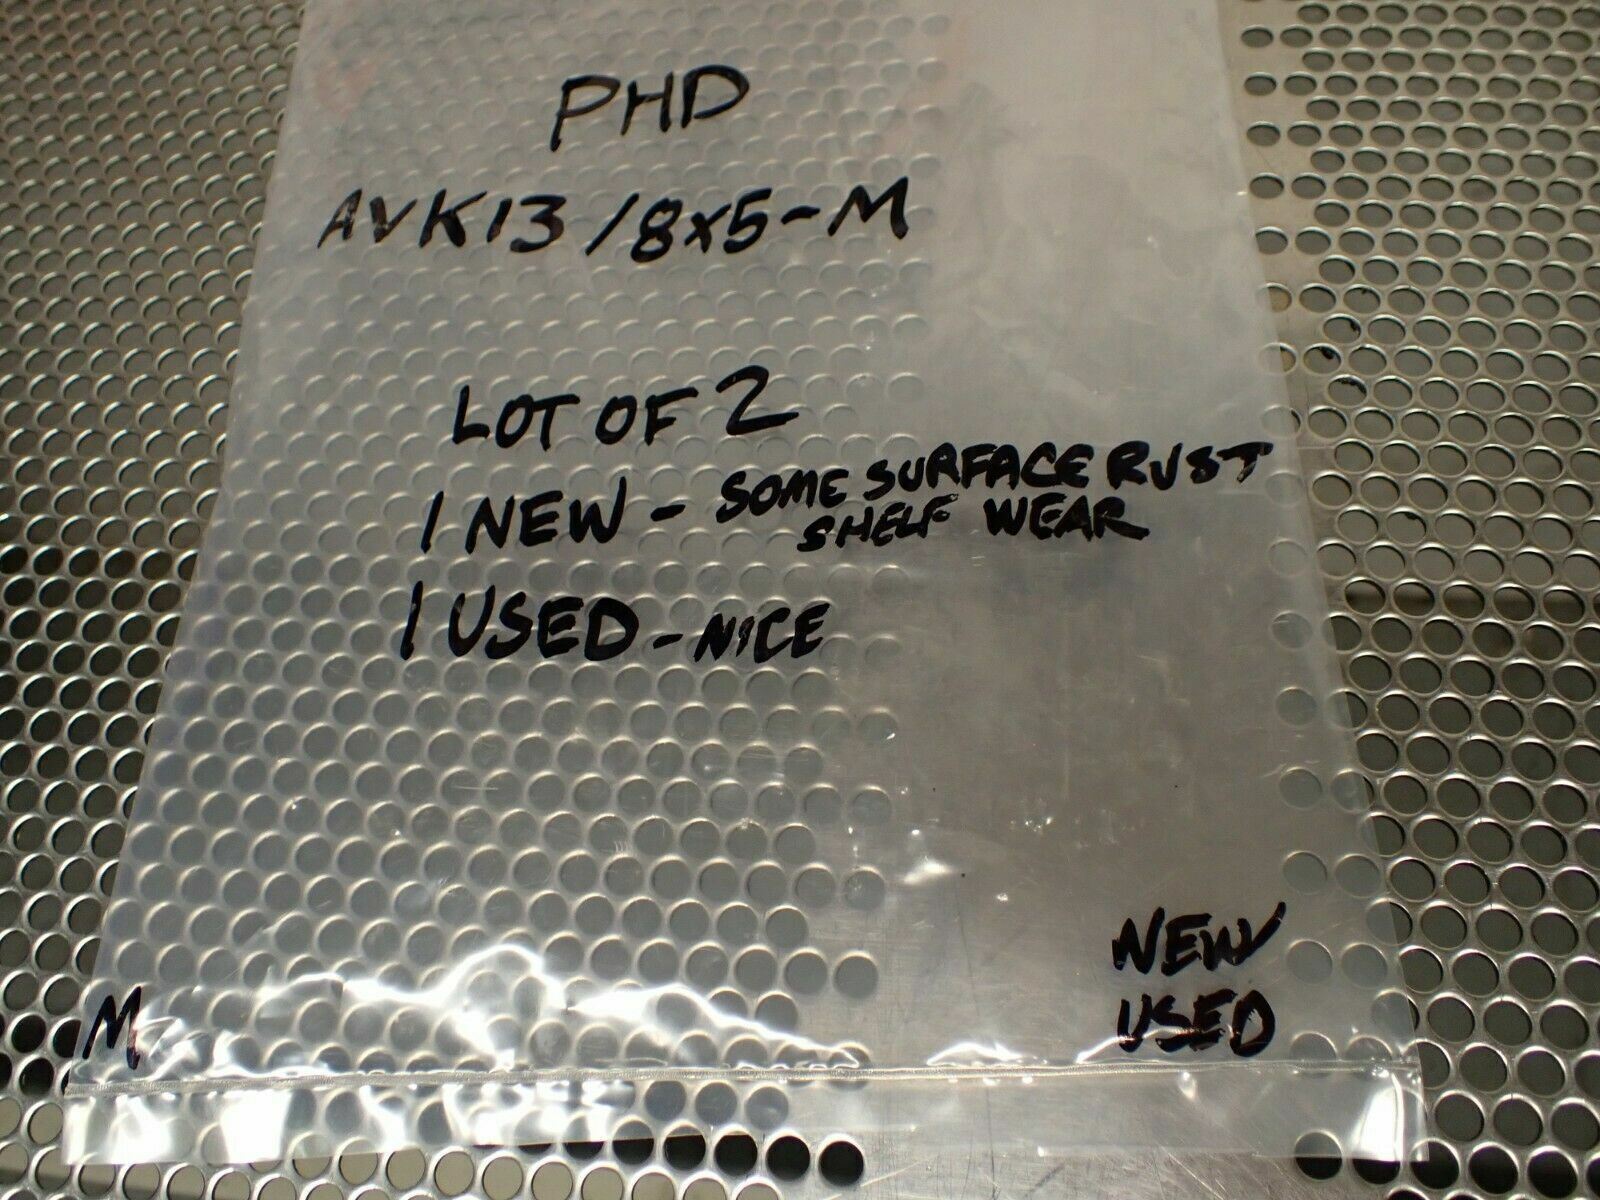 PHD
AVK13/8x5-M
LOT OF 2
1 NEW - SOME SURFACE RUST
SHELF WEAR
1 USED - NICE
NEW
USED
M